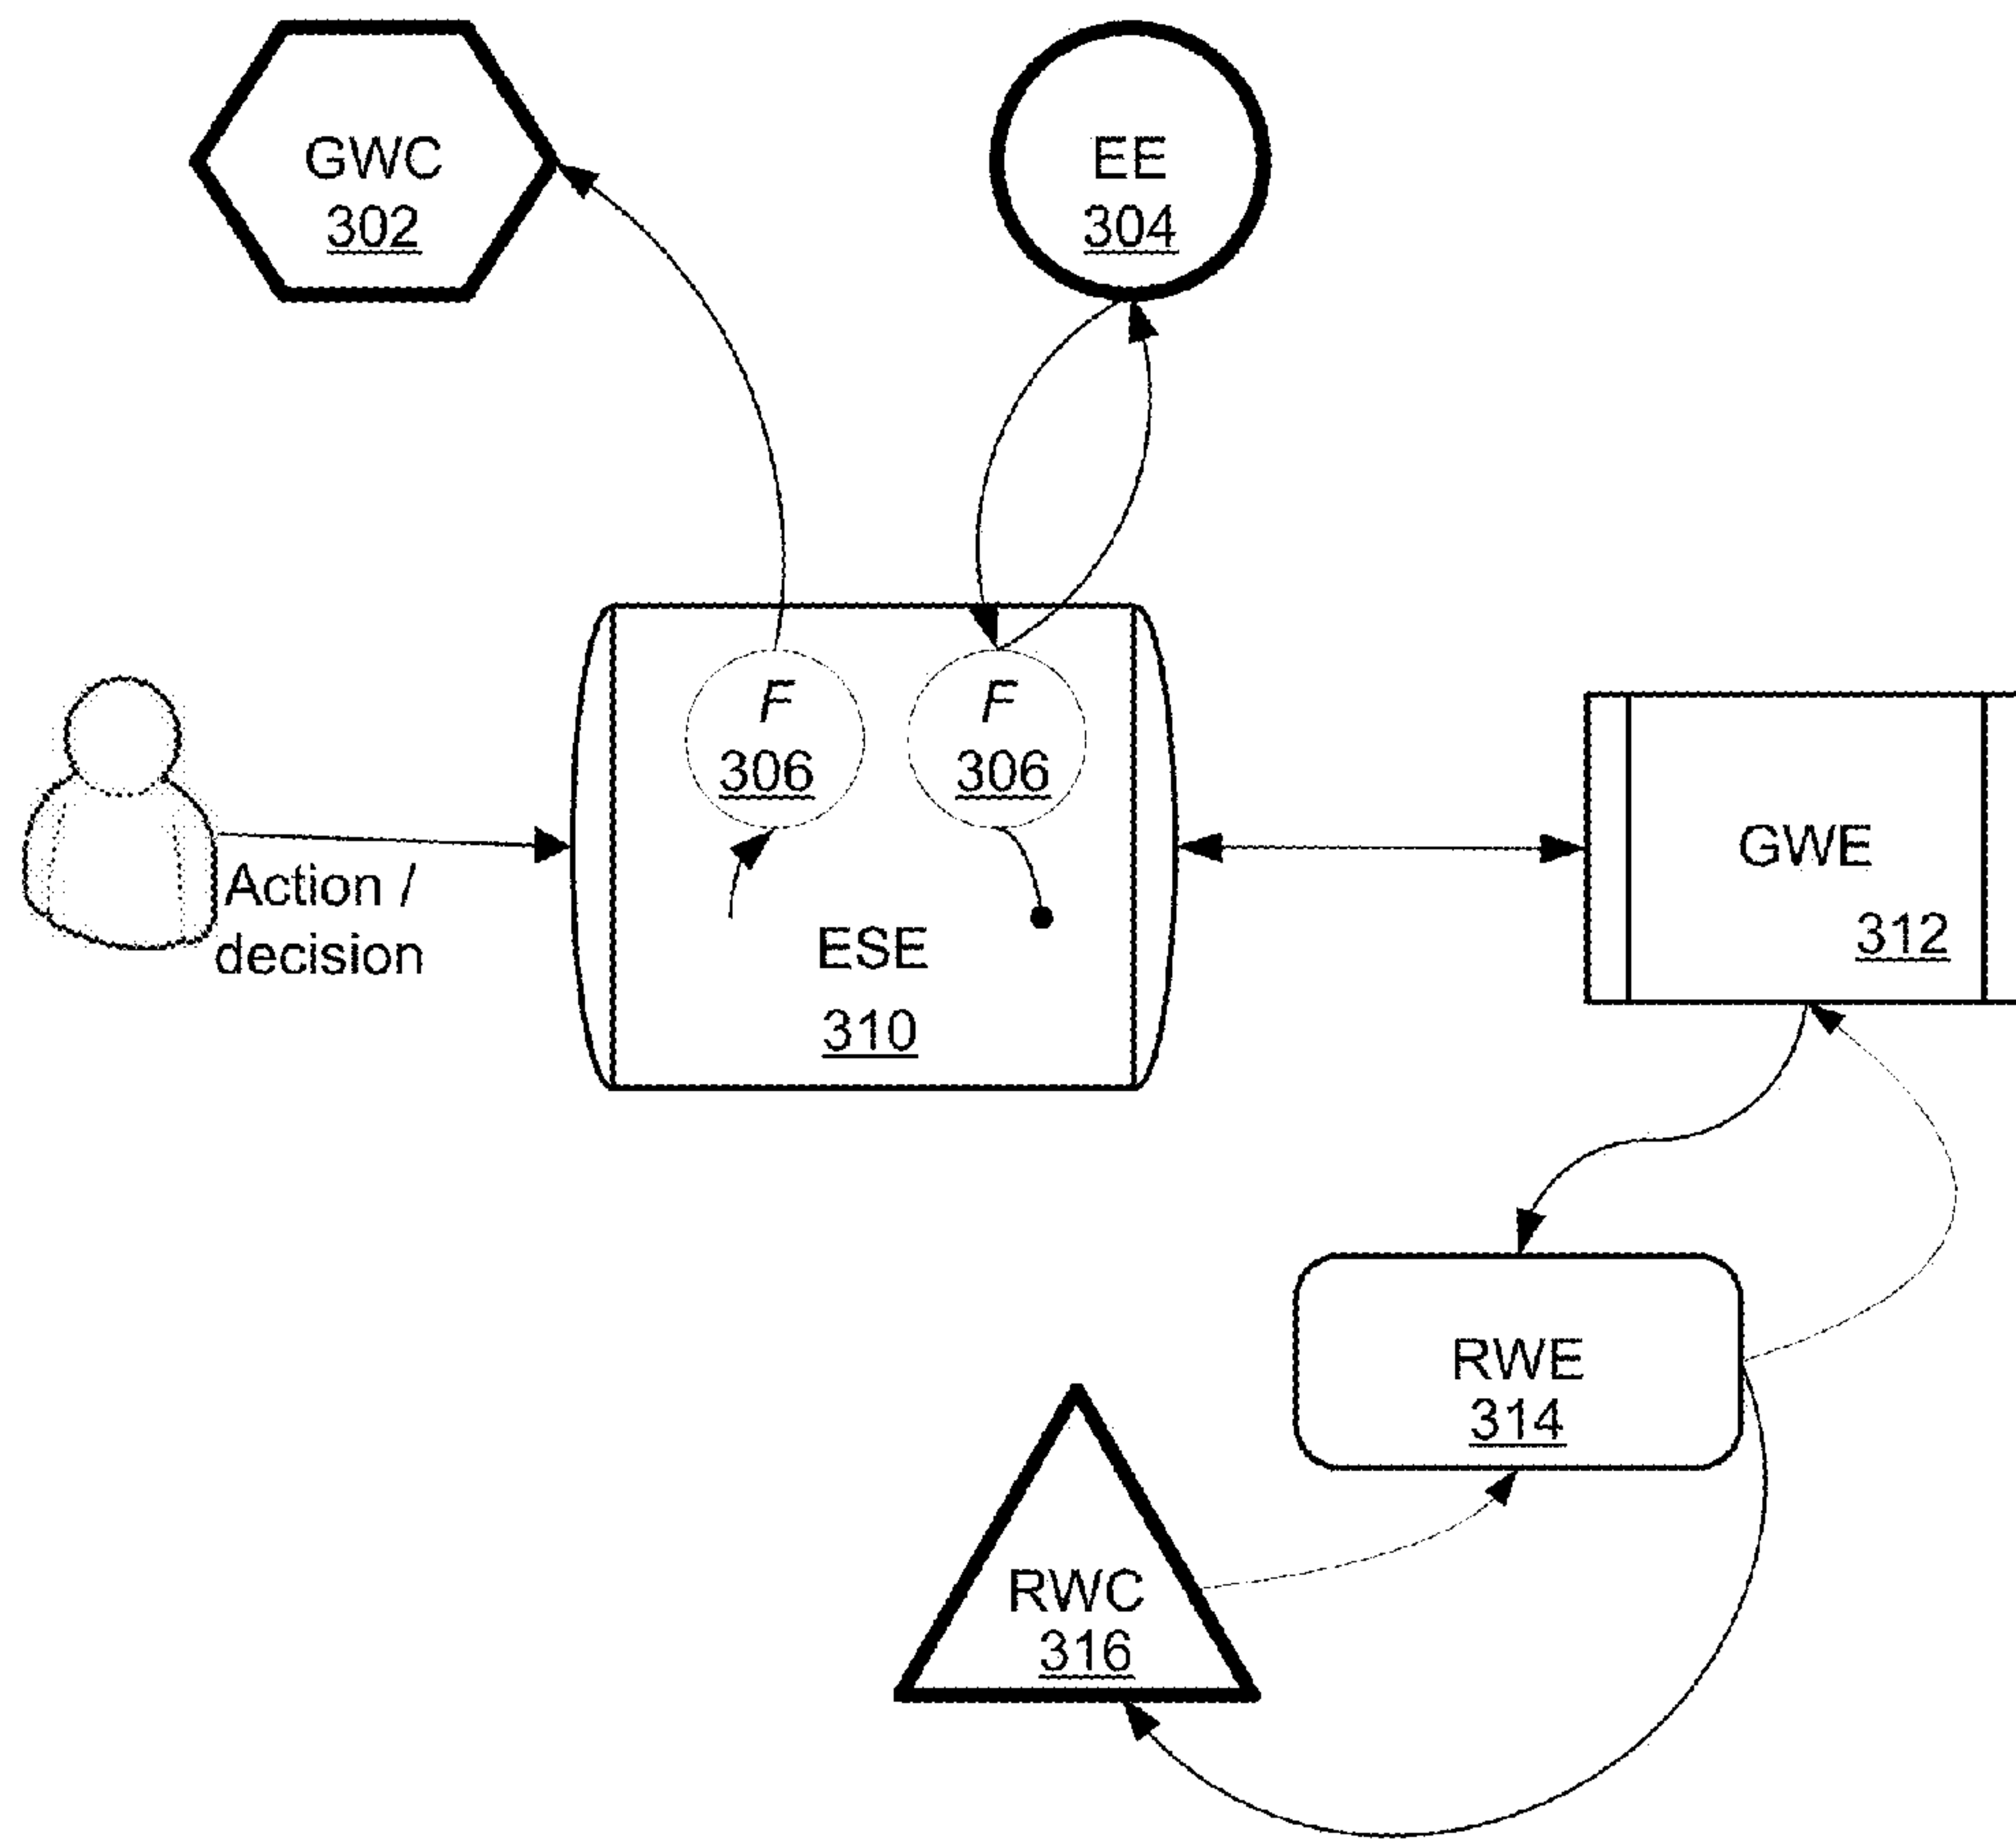 GWC
302
EE
304
F
306
F
306
Action /
decision
ESE
310
GWE
312
RWE
314
RWC
316